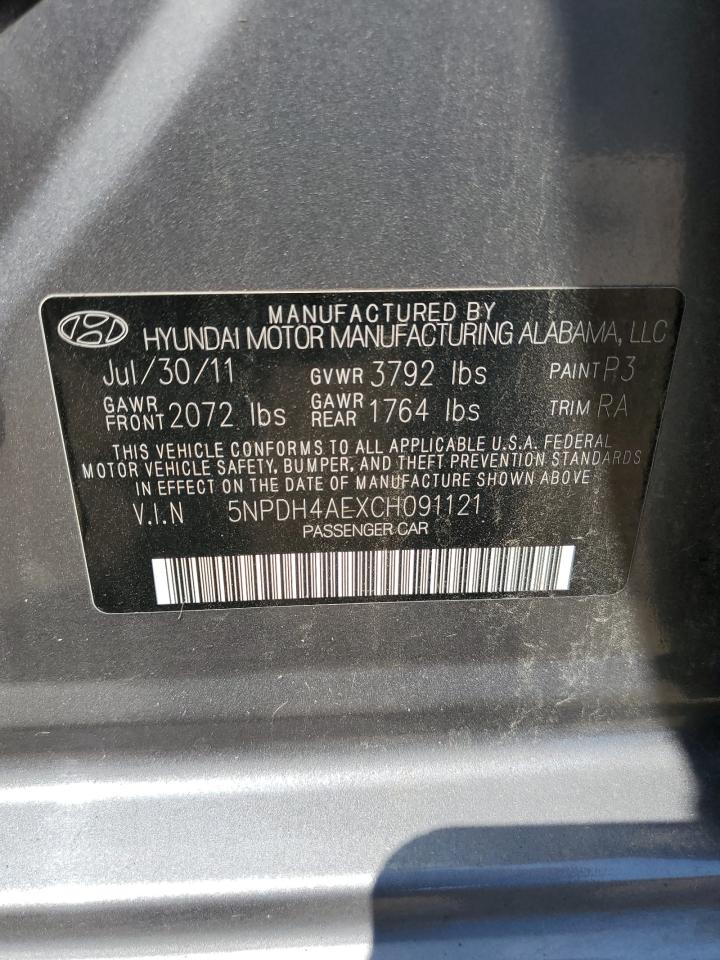 MANUFACTURED BY
HYUNDAI MOTOR MANUFACTURING ALABAMA, LLC
Jul/30/11 GVWR 3792 lbs PAINT P3
GAWR FRONT 2072 lbs GAWR REAR 1764 lbs TRIM RA
THIS VEHICLE CONFORMS TO ALL APPLICABLE U.S.A. FEDERAL
MOTOR VEHICLE SAFETY, BUMPER, AND THEFT PREVENTION STANDARDS
IN EFFECT ON THE DATE OF MANUFACTURE SHOWN ABOVE
V.I.N 5NPDH4AEXCH091121
PASSENGER CAR